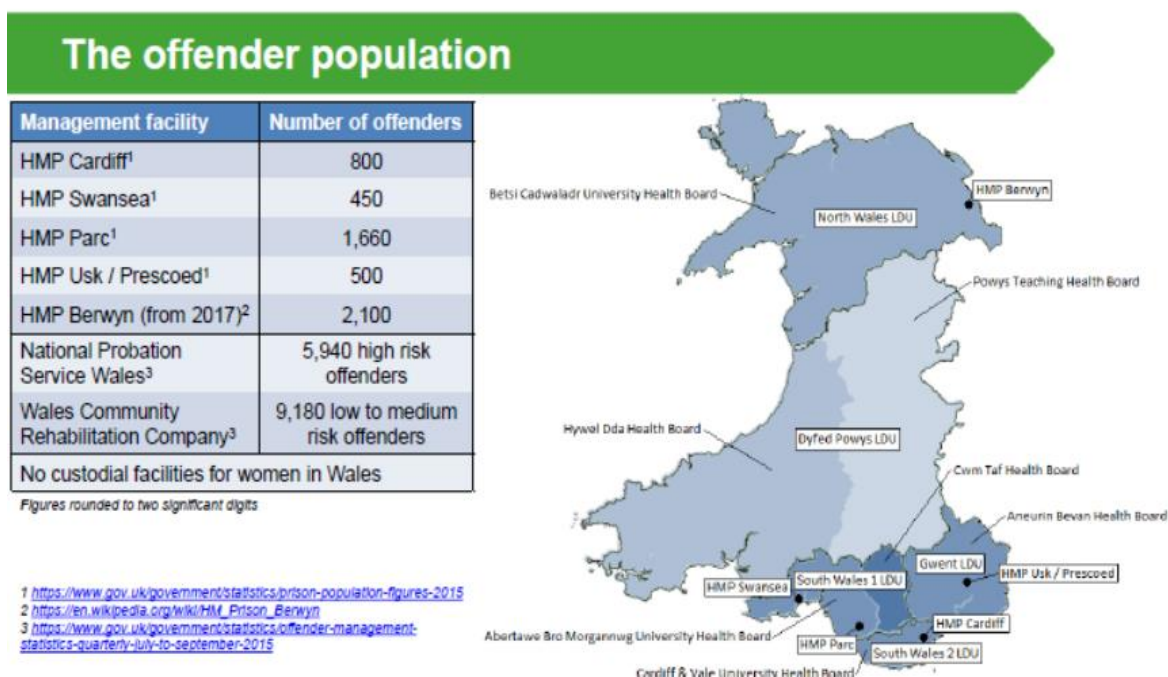 The offender population
Management facility Number of offenders
HMP Cardiff¹ 800
HMP Swansea¹ 450
HMP Parc¹ 1,660
HMP Usk / Prescoed¹ 500
HMP Berwyn (from 2017)² 2,100
National Probation
Service Wales³
5,940 high risk
offenders
Wales Community
Rehabilitation Company³
9,180 low to medium
risk offenders
No custodial facilities for women in Wales
Figures rounded to two significant digits
1 https://www.gov.uk/government/statistics/prison-population-figures-2015
2 https://en.wikipedia.org/wiki/HM_Prison_Berwyn
3 https://www.gov.uk/government/statistics/offender-management-
statistics-quarterly-july-to-september-2015
Betsi Cadwaladr University Health Board
HMP Berwyn
North Wales LDU
Powys Teaching Health Board
Hywel Dda Health Board
Dyfed Powys LDU
Cwm Taf Health Board
Aneurin Bevan Health Board
Gwent LDU
HMP Usk / Prescoed
South Wales 1 LDU
HMP Swansea
HMP Cardiff
Abertawe Bro Morgannwg University Health Board
HMP Parc
South Wales 2 LDU
Cardiff & Vale University Health Board